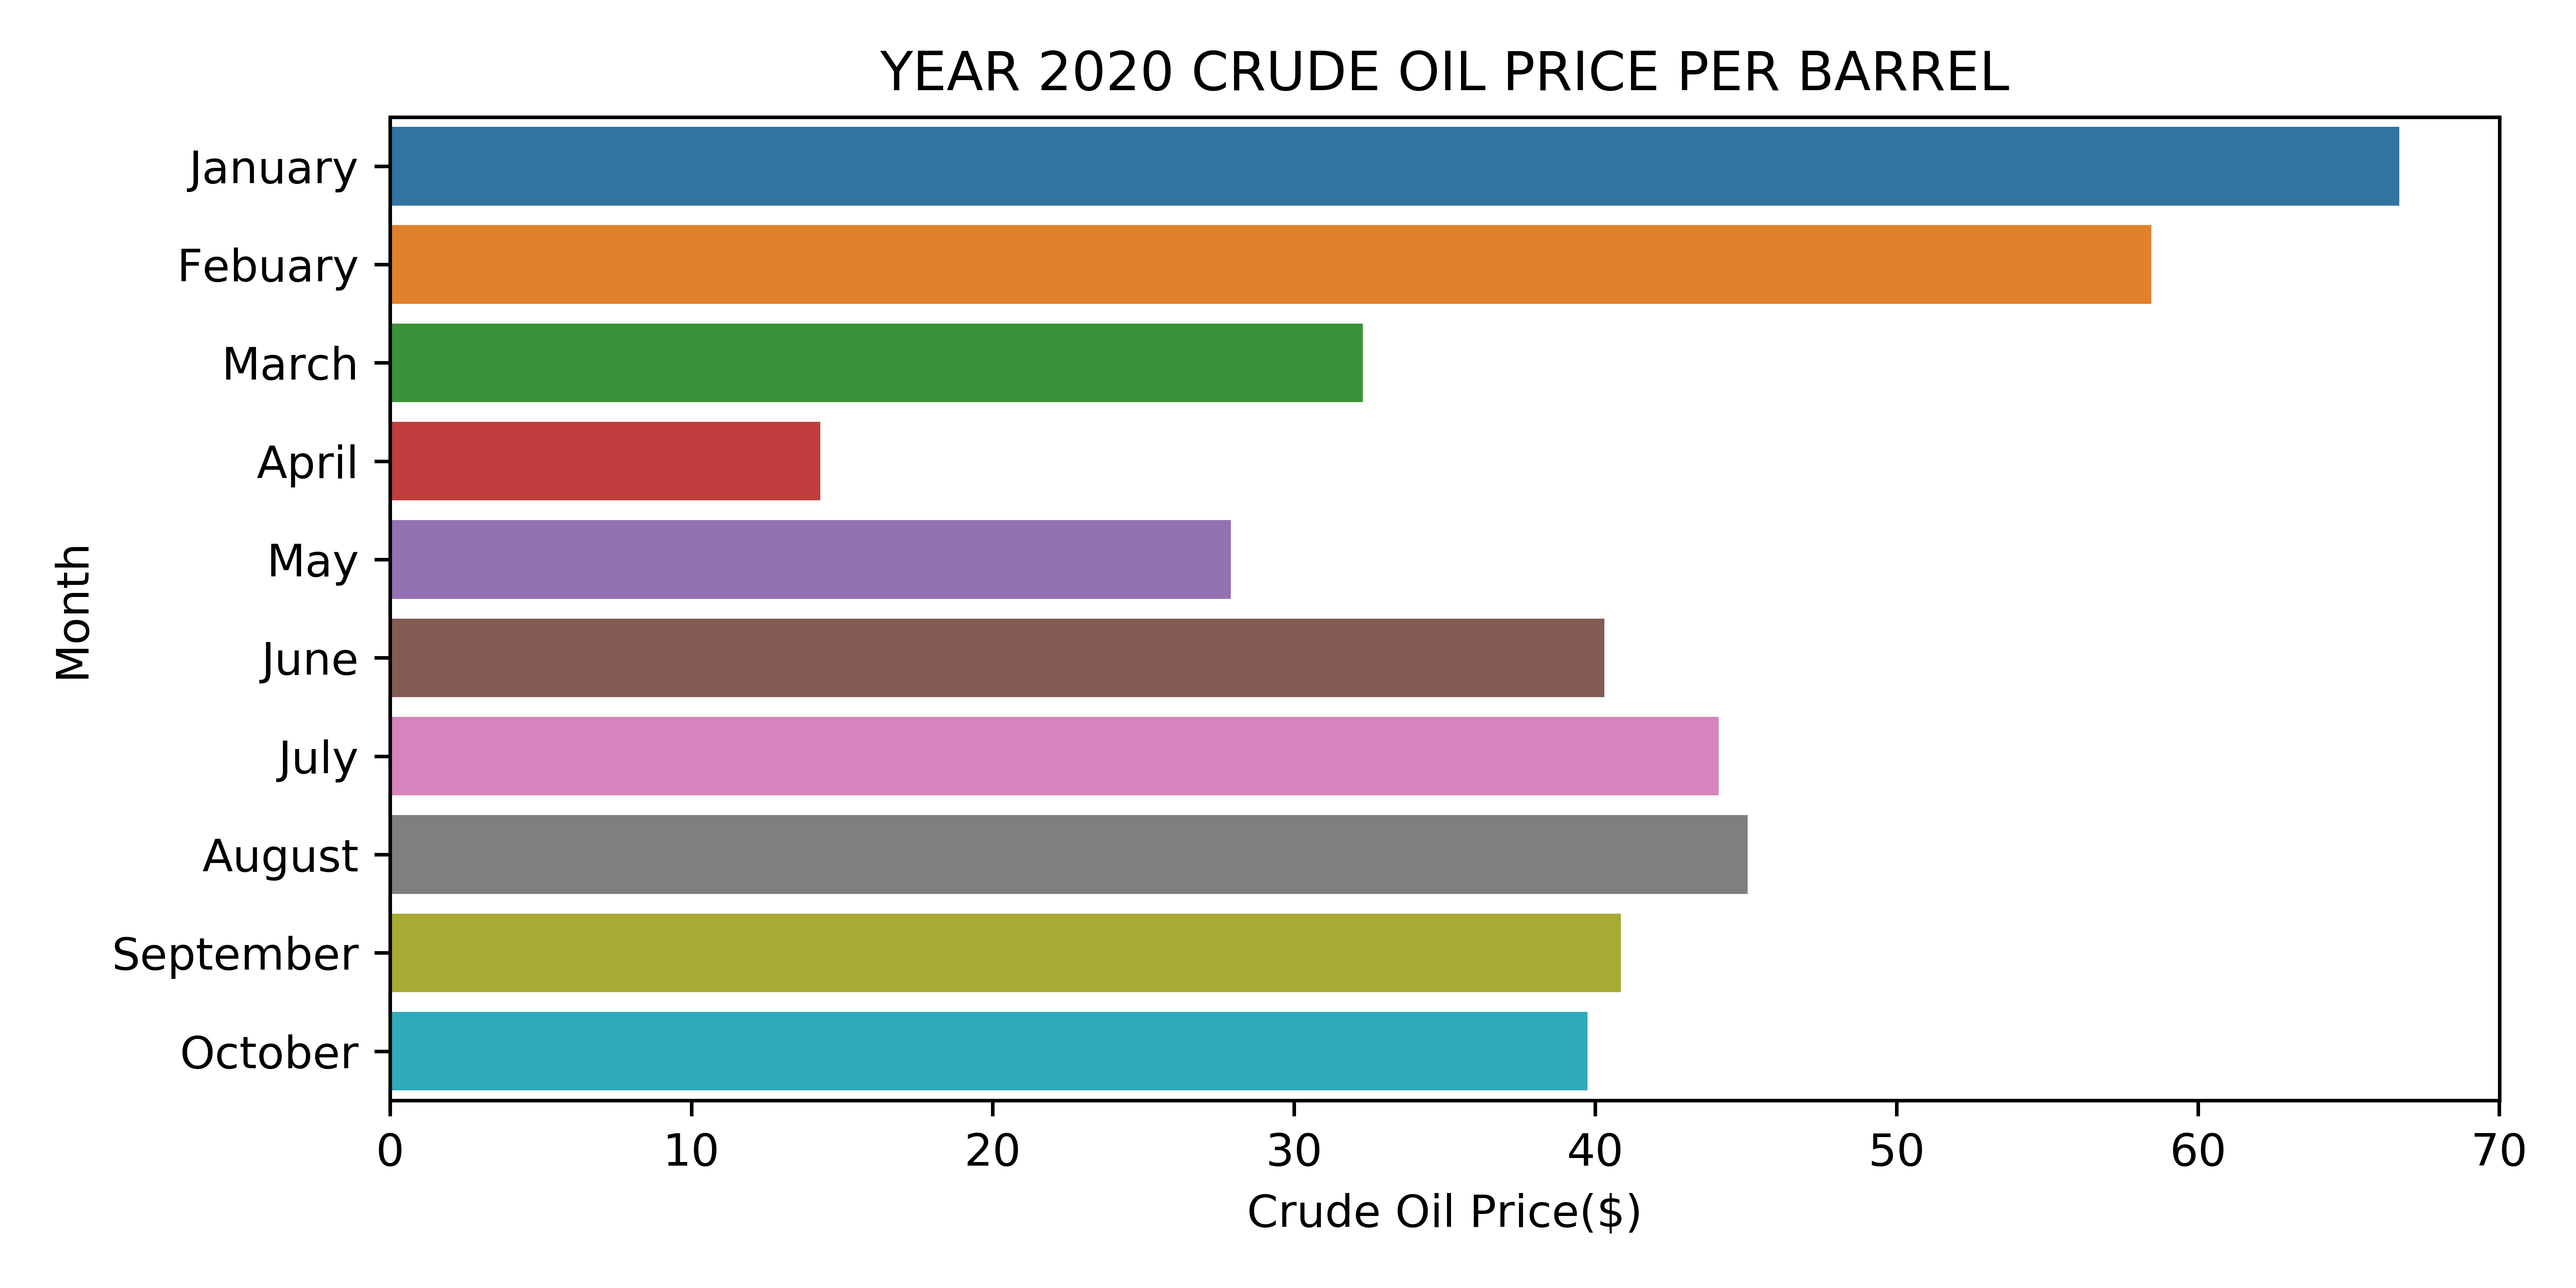 YEAR 2020 CRUDE OIL PRICE PER BARREL
January
Febuary
March
April
May
June
July
August
September
October
Month
0 10 20 30 40 50 60 70
Crude Oil Price($)